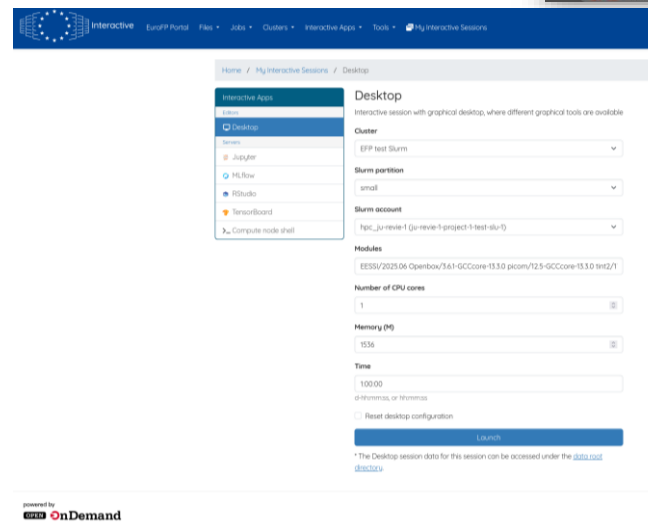 Interactive EuroFP Portal Files Jobs Clusters Interactive Apps Tools My Interactive Sessions
Home / My Interactive Sessions / Desktop
Interactive Apps
Editors
Desktop
Servers
Jupyter
MLflow
RStudio
TensorBoard
>_ Compute node shell
Desktop
Interactive session with graphical desktop, where different graphical tools are available
Cluster
EFP test Slurm
Slurm partition
small
Slurm account
hpc_ju-revie-1 (ju-revie-1-project-1-test-slu-1)
Modules
EESSI/2025.06 Openbox/3.6.1-GCCcore-13.3.0 picom/12.5-GCCcore-13.3.0 tint2/1
Number of CPU cores
1
Memory (M)
1536
Time
1:00:00
d-hh:mm:ss, or hh:mm:ss
Reset desktop configuration
Launch
* The Desktop session data for this session can be accessed under the data root
directory.
powered by
OPEN OnDemand